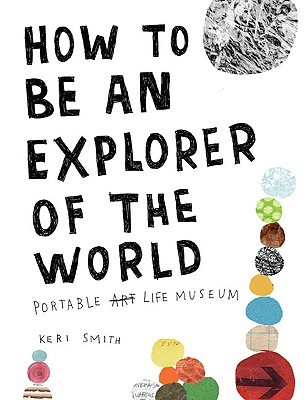 HOW TO
BE AN
EXPLORER
OF THE
WORLD
PORTABLE ART LIFE MUSEUM
KERI SMITH